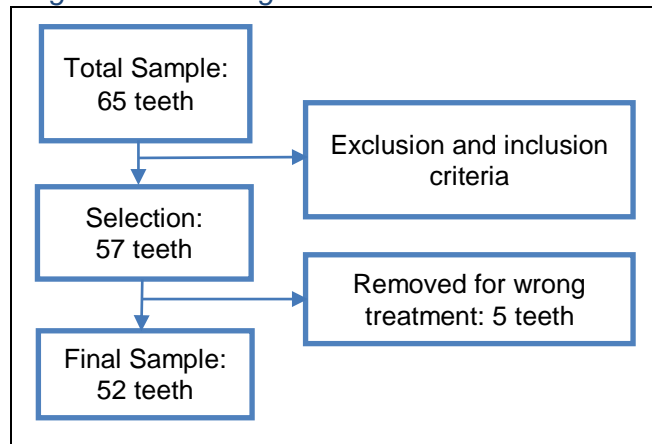 Total Sample:
65 teeth
Exclusion and inclusion
criteria
Selection:
57 teeth
Removed for wrong
treatment: 5 teeth
Final Sample:
52 teeth